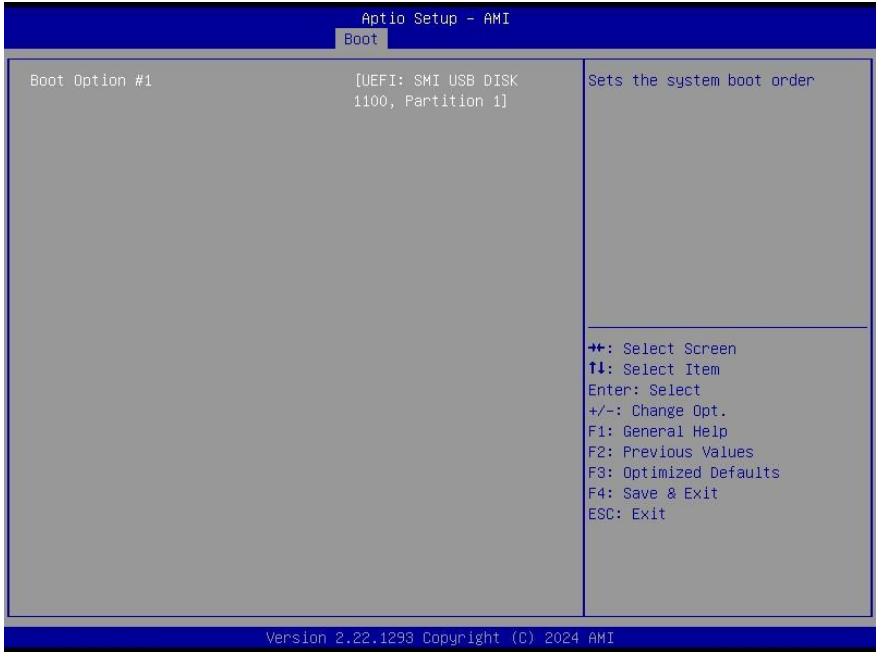 Aptio Setup - AMI
Boot
Boot Option #1 [UEFI: SMI USB DISK
1100, Partition 1]
Sets the system boot order
→←: Select Screen
↑↓: Select Item
Enter: Select
+/-: Change Opt.
F1: General Help
F2: Previous Values
F3: Optimized Defaults
F4: Save & Exit
ESC: Exit
Version 2.22.1293 Copyright (C) 2024 AMI